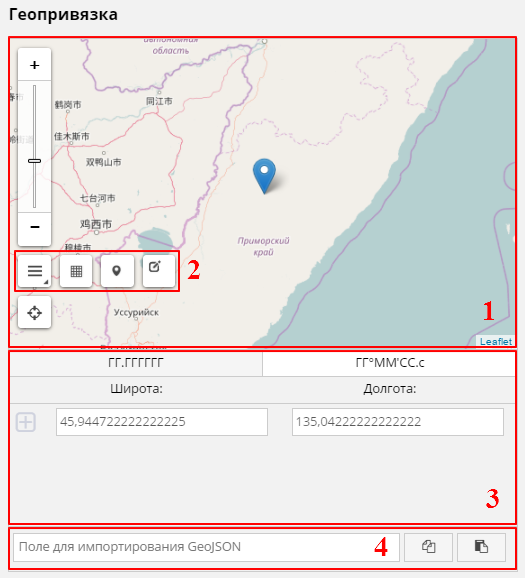 Геопривязка
автономная
область
鹤岗市
同江市
佳木斯市
双鸭山市
七台河市
鸡西市
穆棱市
Приморский
край
2
Уссурийск
1
Leaflet
ГГ.ГГГГГГ
ГГ°ММ'СС.с
Широта:
Долгота:
45,944722222222225
135,04222222222222
3
Поле для импортирования GeoJSON
4